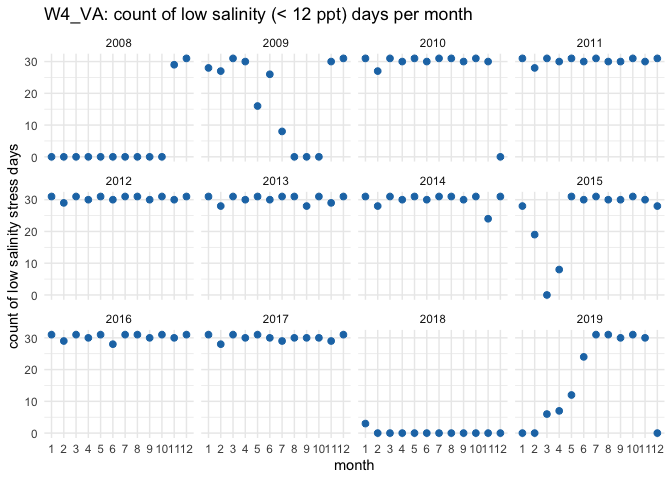 W4_VA: count of low salinity (< 12 ppt) days per month
2008 2009 2010 2011
30
20
10
0
2012 2013 2014 2015
30
20
10
0
2016 2017 2018 2019
30
20
10
0
count of low salinity stress days
1 2 3 4 5 6 7 8 9 10 11 12 1 2 3 4 5 6 7 8 9 10 11 12 1 2 3 4 5 6 7 8 9 10 11 12 1 2 3 4 5 6 7 8 9 10 11 12
month